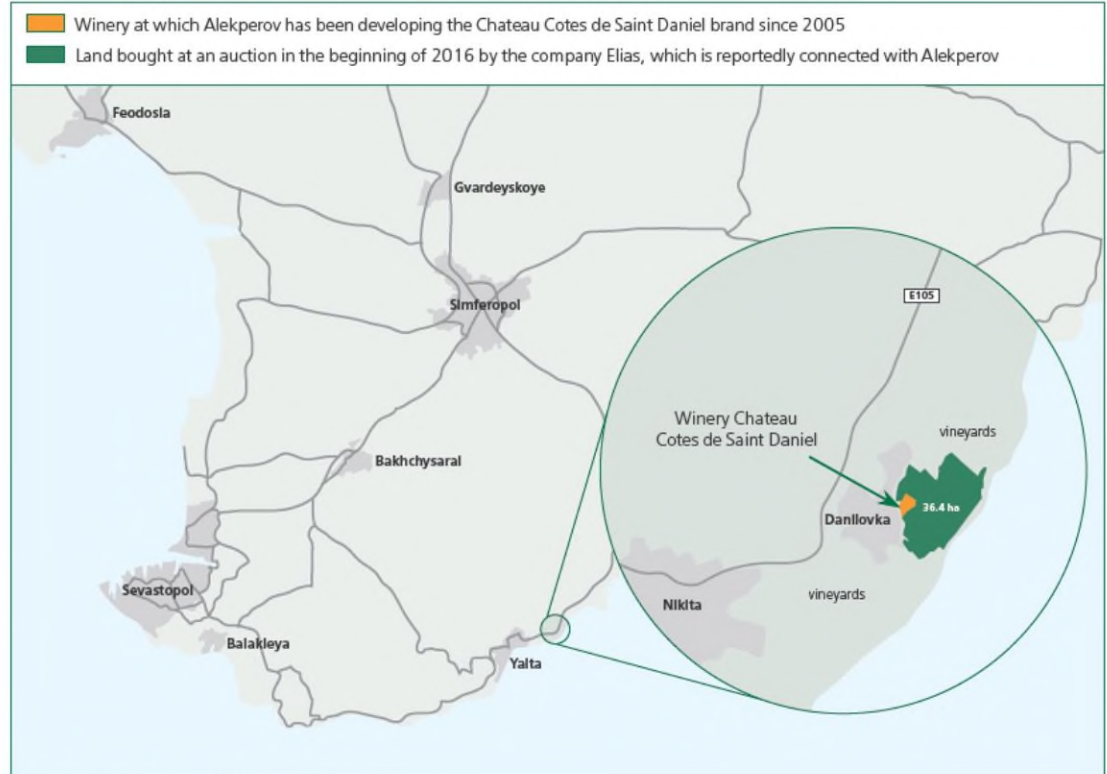 Winery at which Alekperov has been developing the Chateau Cotes de Saint Daniel brand since 2005
Land bought at an auction in the beginning of 2016 by the company Elias, which is reportedly connected with Alekperov
Feodosia
Gvardeyskoye
E105
Simferopol
Winery Chateau
Cotes de Saint Daniel
vineyards
Bakhchysaral
36.4 ha
Danilovka
vineyards
Sevastopol
Nikita
Balakleya
Yalta